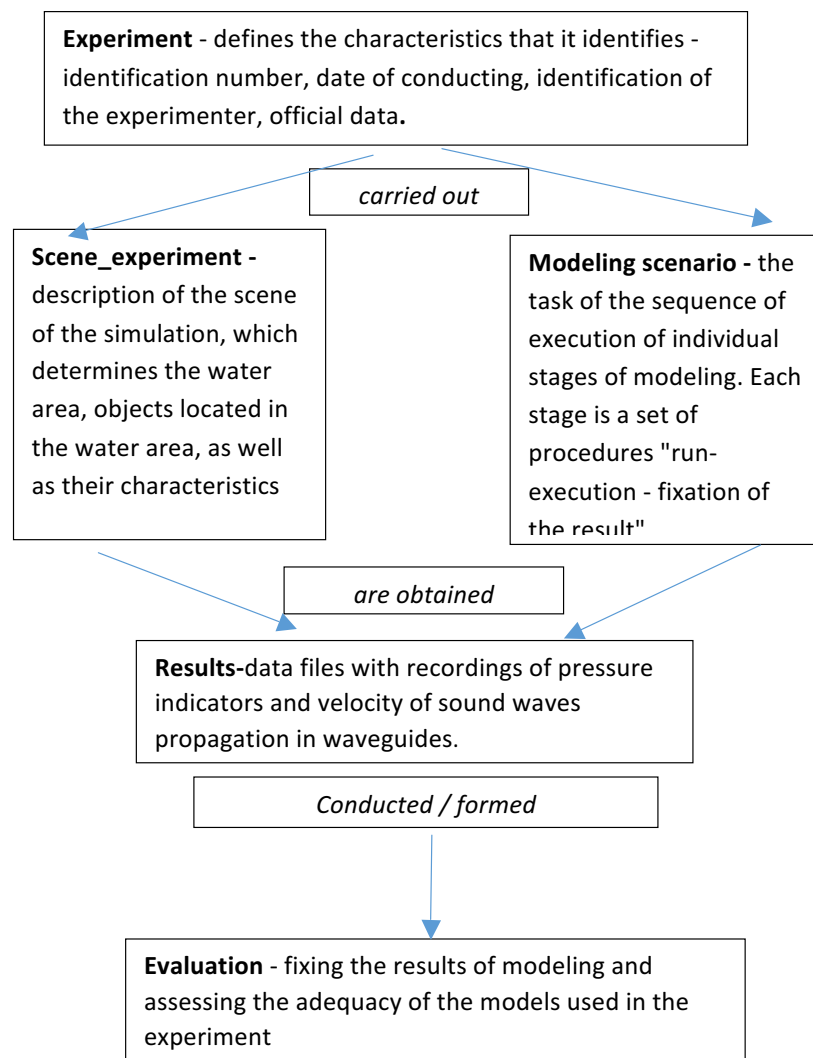 Experiment - defines the characteristics that it identifies -
identification number, date of conducting, identification of
the experimenter, official data.
carried out
Scene_experiment -
description of the scene
of the simulation, which
determines the water
area, objects located in
the water area, as well
as their characteristics
Modeling scenario - the
task of the sequence of
execution of individual
stages of modeling. Each
stage is a set of
procedures "run-
execution - fixation of
the result"
are obtained
Results-data files with recordings of pressure
indicators and velocity of sound waves
propagation in waveguides.
Conducted / formed
Evaluation - fixing the results of modeling and
assessing the adequacy of the models used in the
experiment